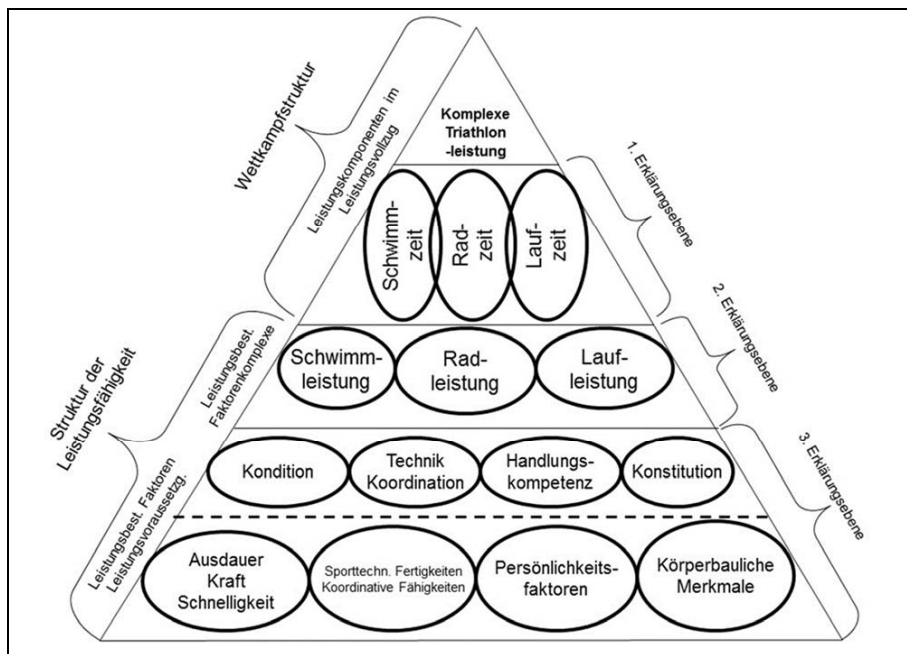 Komplexe
Triathlon
-leistung
Wettkampfstruktur
Leistungskomponenten im
Leistungsvollzug
1. Erklärungsebene
Schwimm-
zeit
Rad-
zeit
Lauf-
zeit
Struktur der
Leistungsfähigkeit
Leistungsbest.
Faktorenkomplexe
2. Erklärungsebene
Schwimm-
leistung
Rad-
leistung
Lauf-
leistung
Leistungsbest. Faktoren
Leistungsvoraussetzg.
3. Erklärungsebene
Kondition
Technik
Koordination
Handlungs-
kompetenz
Konstitution
Ausdauer
Kraft
Schnelligkeit
Sporttechn. Fertigkeiten
Koordinative Fähigkeiten
Persönlichkeits-
faktoren
Körperbauliche
Merkmale